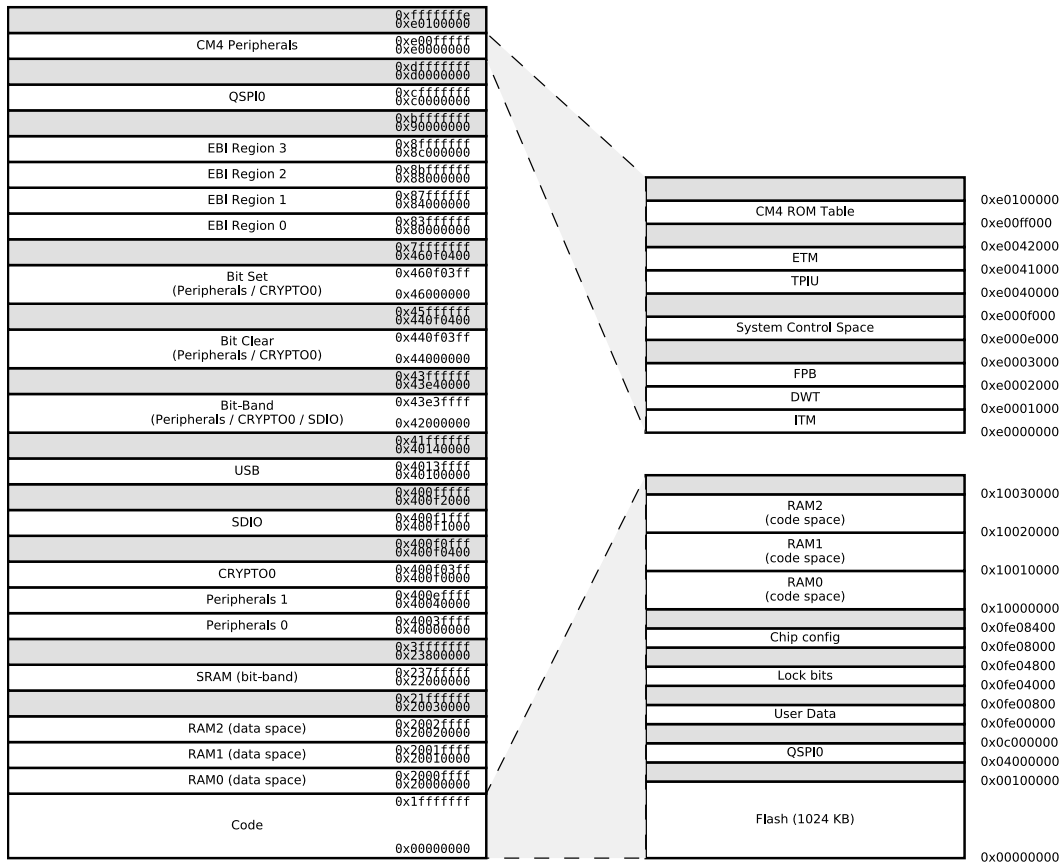 0xfffffffe
0xe0100000
CM4 Peripherals
0xe00fffff
0xe0000000
0xdfffffff
0xd0000000
QSPI0
0xcfffffff
0xc0000000
0xbfffffff
0x90000000
EBI Region 3
0x8fffffff
0x8c000000
EBI Region 2
0x8bffffff
0x88000000
EBI Region 1
0x87ffffff
0x84000000
EBI Region 0
0x83ffffff
0x80000000
0x7fffffff
0x460f0400
Bit Set
(Peripherals / CRYPTO0)
0x460f03ff
0x46000000
0x45ffffff
0x440f0400
Bit Clear
(Peripherals / CRYPTO0)
0x440f03ff
0x44000000
0x43ffffff
0x43e40000
Bit-Band
(Peripherals / CRYPTO0 / SDIO)
0x43e3ffff
0x42000000
0x41ffffff
0x40140000
USB
0x4013ffff
0x40100000
0x400fffff
0x400f2000
SDIO
0x400f1fff
0x400f1000
0x400f0fff
0x400f0400
CRYPTO0
0x400f03ff
0x400f0000
Peripherals 1
0x400effff
0x40040000
Peripherals 0
0x4003ffff
0x40000000
0x3fffffff
0x23800000
SRAM (bit-band)
0x237fffff
0x22000000
0x21ffffff
0x20030000
RAM2 (data space)
0x2002ffff
0x20020000
RAM1 (data space)
0x2001ffff
0x20010000
RAM0 (data space)
0x2000ffff
0x20000000
0x1fffffff
Code
0x00000000
0xe0100000
CM4 ROM Table
0xe00ff000
0xe0042000
ETM
0xe0041000
TPIU
0xe0040000
0xe000f000
System Control Space
0xe000e000
0xe0003000
FPB
0xe0002000
DWT
0xe0001000
ITM
0xe0000000
0x10030000
RAM2
(code space)
0x10020000
RAM1
(code space)
0x10010000
RAM0
(code space)
0x10000000
0x0fe08400
Chip config
0x0fe08000
0x0fe04800
Lock bits
0x0fe04000
0x0fe00800
User Data
0x0fe00000
0x0c000000
QSPI0
0x04000000
0x00100000
Flash (1024 KB)
0x00000000